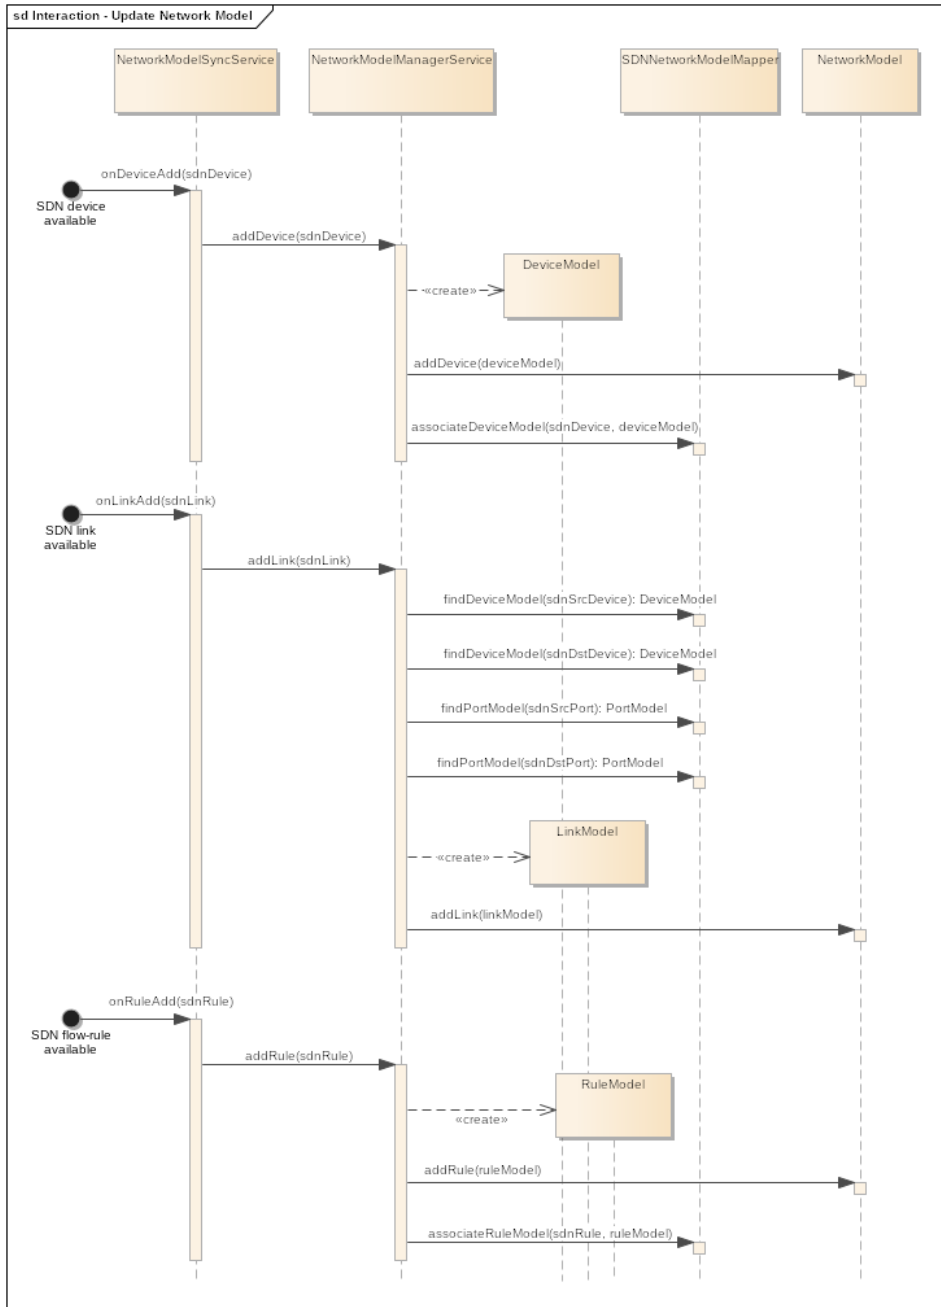 sd Interaction - Update Network Model
NetworkModelSyncService
NetworkModelManagerService
SDNNetworkModelMapper
NetworkModel
onDeviceAdd(sdnDevice)
SDN device
available
addDevice(sdnDevice)
DeviceModel
«create»
addDevice(deviceModel)
associateDeviceModel(sdnDevice, deviceModel)
onLinkAdd(sdnLink)
SDN link
available
addLink(sdnLink)
findDeviceModel(sdnSrcDevice): DeviceModel
findDeviceModel(sdnDstDevice): DeviceModel
findPortModel(sdnSrcPort): PortModel
findPortModel(sdnDstPort): PortModel
LinkModel
«create»
addLink(linkModel)
onRuleAdd(sdnRule)
SDN flow-rule
available
addRule(sdnRule)
RuleModel
«create»
addRule(ruleModel)
associateRuleModel(sdnRule, ruleModel)